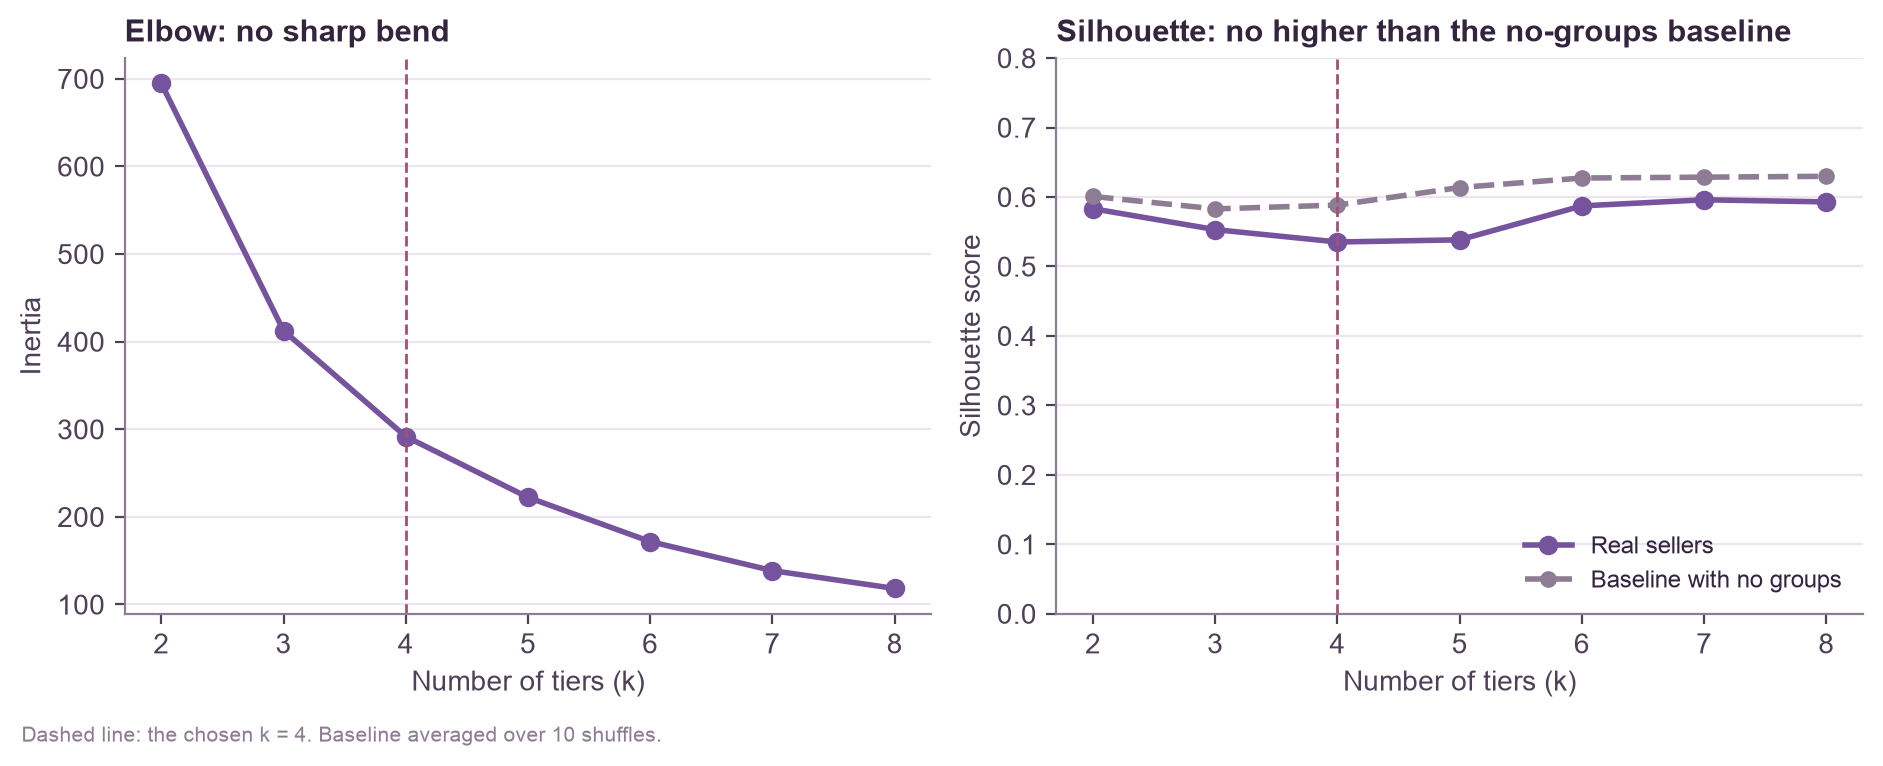 Elbow: no sharp bend
700
600
500
400
300
200
100
Inertia
2 3 4 5 6 7 8
Number of tiers (k)
Silhouette: no higher than the no-groups baseline
0.8
0.7
0.6
0.5
0.4
0.3
0.2
0.1
0.0
Silhouette score
Real sellers
Baseline with no groups
2 3 4 5 6 7 8
Number of tiers (k)
Dashed line: the chosen k = 4. Baseline averaged over 10 shuffles.